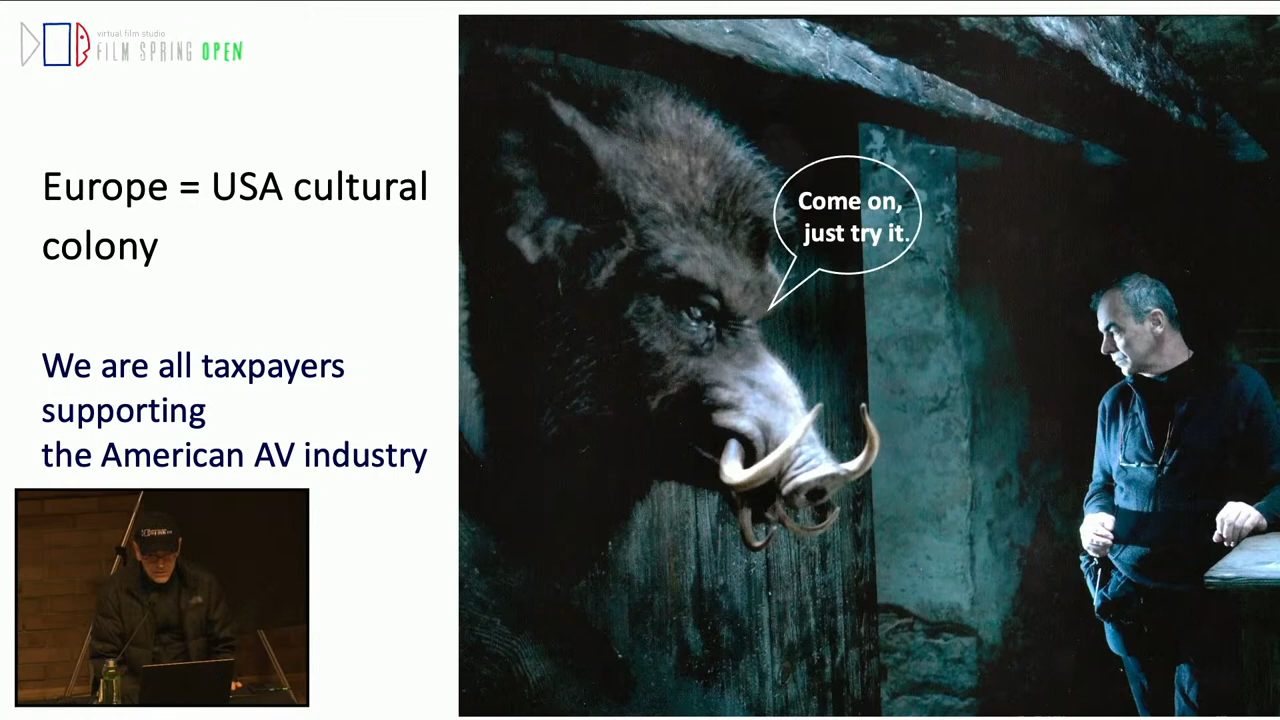 virtual film studio
FILM SPRING OPEN
Europe = USA cultural
colony
We are all taxpayers
supporting
the American AV industry
Come on,
just try it.